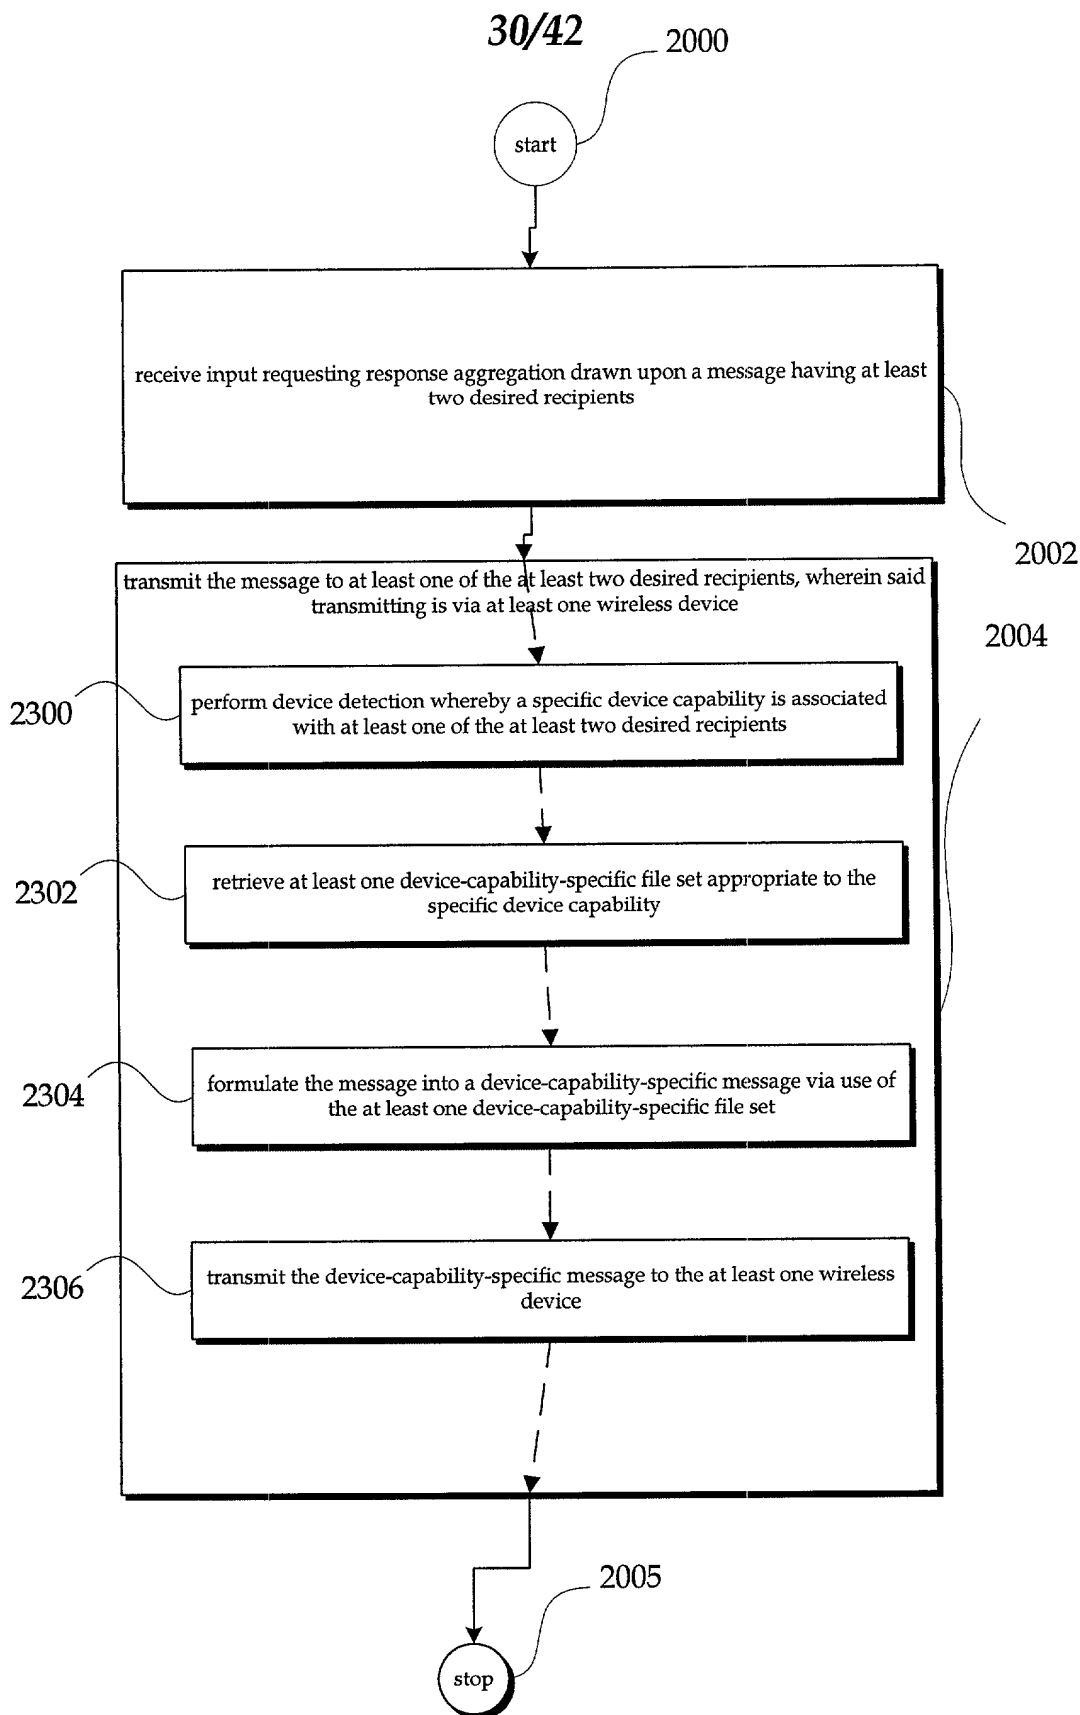 30/42
2000
start
receive input requesting response aggregation drawn upon a message having at least
two desired recipients
2002
transmit the message to at least one of the at least two desired recipients, wherein said
transmitting is via at least one wireless device
2004
2300
perform device detection whereby a specific device capability is associated
with at least one of the at least two desired recipients
2302
retrieve at least one device-capability-specific file set appropriate to the
specific device capability
2304
formulate the message into a device-capability-specific message via use of
the at least one device-capability-specific file set
2306
transmit the device-capability-specific message to the at least one wireless
device
2005
stop